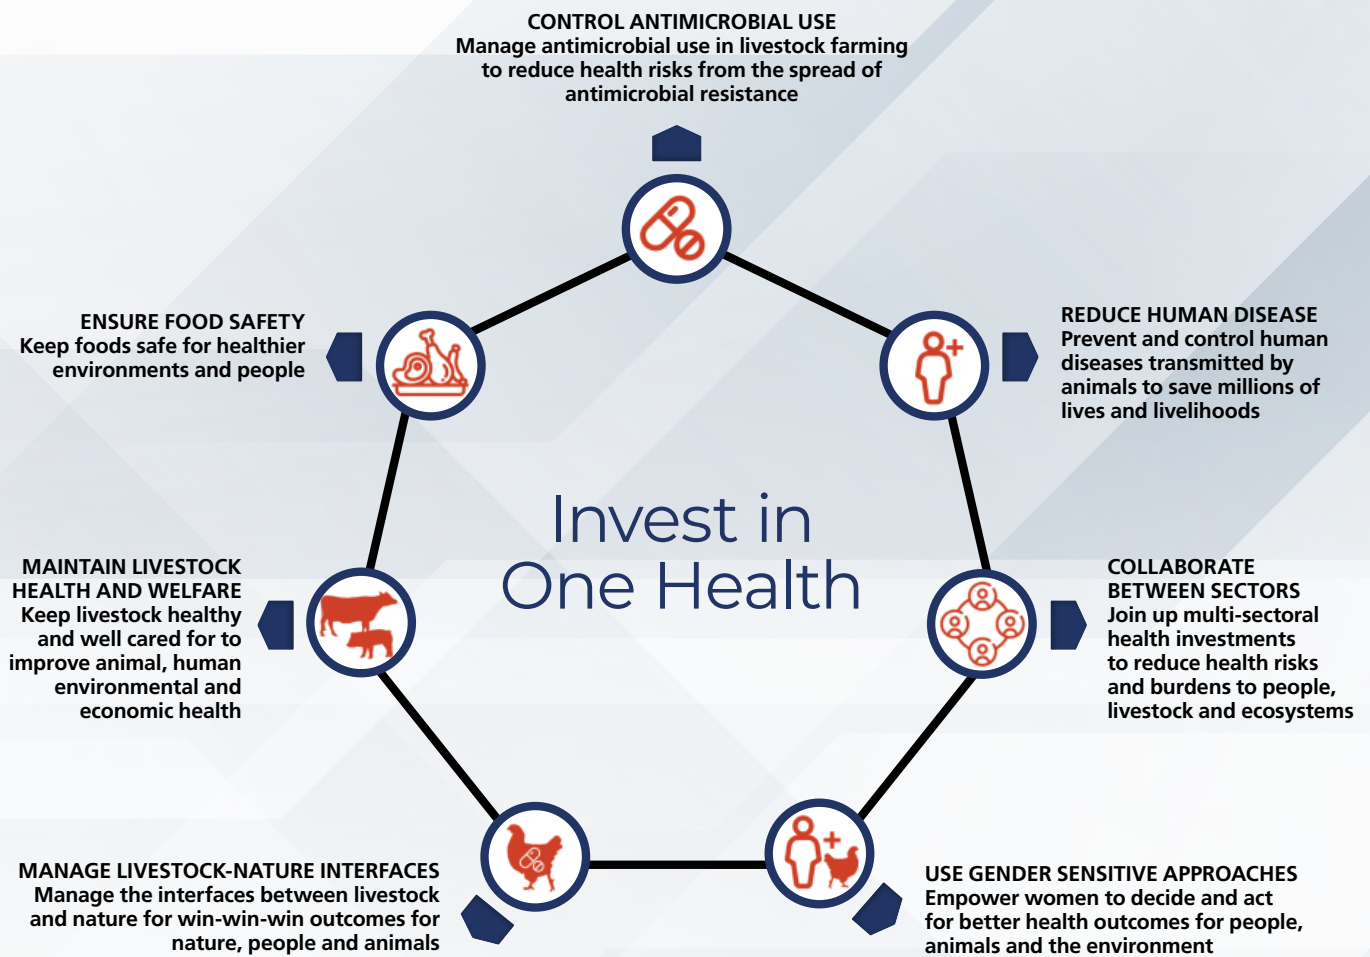 CONTROL ANTIMICROBIAL USE
Manage antimicrobial use in livestock farming
to reduce health risks from the spread of
antimicrobial resistance
REDUCE HUMAN DISEASE
Prevent and control human
diseases transmitted by
animals to save millions of
lives and livelihoods
ENSURE FOOD SAFETY
Keep foods safe for healthier
environments and people
Invest in
One Health
COLLABORATE
BETWEEN SECTORS
Join up multi-sectoral
health investments
to reduce health risks
and burdens to people,
livestock and ecosystems
MAINTAIN LIVESTOCK
HEALTH AND WELFARE
Keep livestock healthy
and well cared for to
improve animal, human
environmental and
economic health
USE GENDER SENSITIVE APPROACHES
Empower women to decide and act
for better health outcomes for people,
animals and the environment
MANAGE LIVESTOCK-NATURE INTERFACES
Manage the interfaces between livestock
and nature for win-win-win outcomes for
nature, people and animals